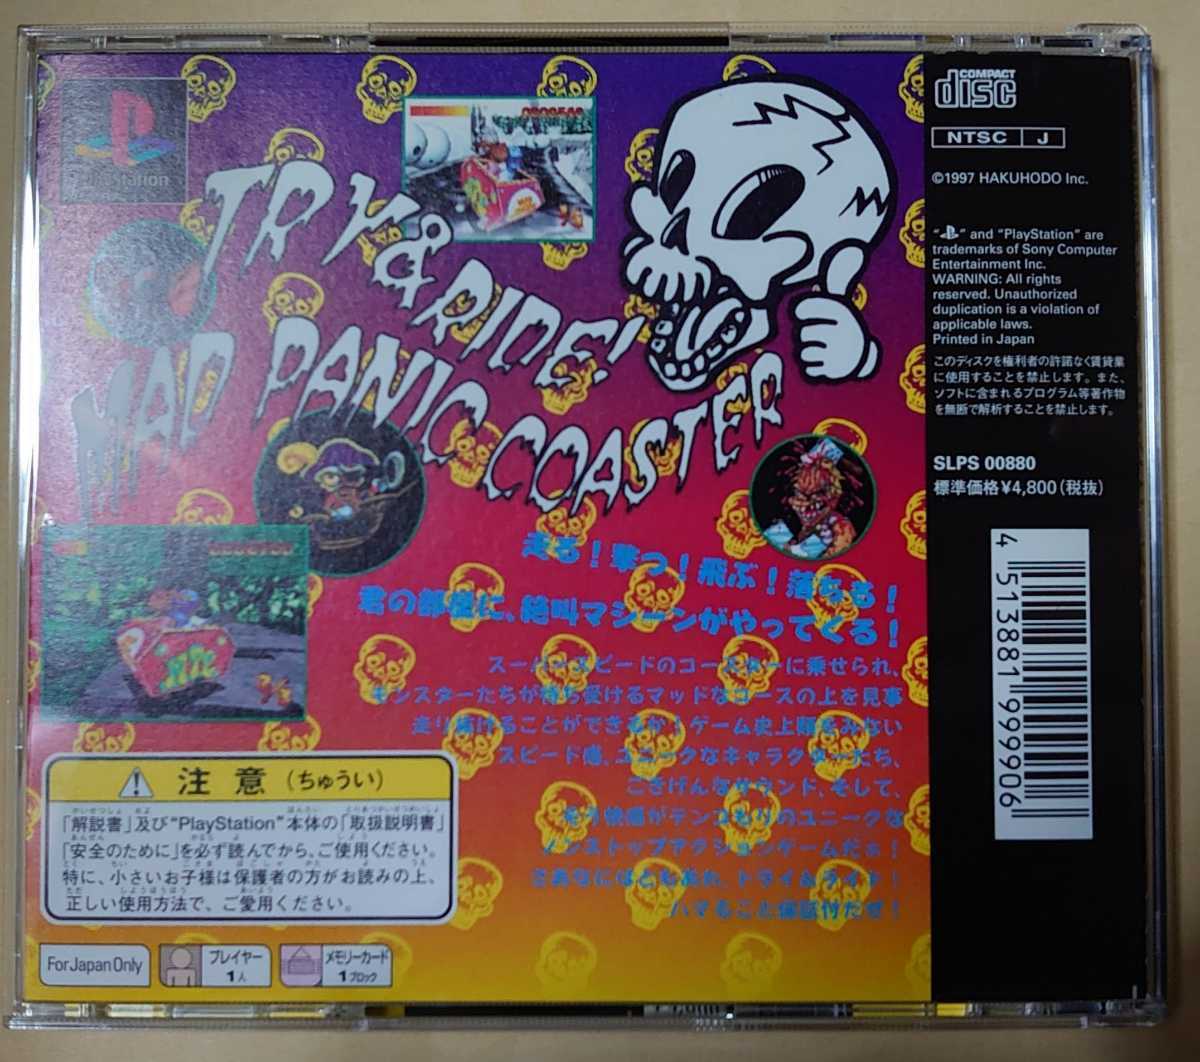 PlayStation
TRY & RIDE!
MAD PANIC COASTER
走る！撃つ！飛ぶ！落ちる！
君の部屋に、絶叫マシーンがやってくる！
スーパースピードのコースターに乗せられ、
モンスターたちが待ち受けるマッドなコースの上を見事
走り抜けることができるか！ゲーム史上類をみない
スピード感、ユニークなキャラクターたち、
ごきげんなサウンド、そして、
モウ快感がテンコもりのユニークな
ノンストップアクションゲームだぁ！
とあれ、トライ&ライド！
ハマること保証付だぜ！
注意（ちゅうい）
「解説書」及び"PlayStation"本体の「取扱説明書」
「安全のために」を必ず読んでから、ご使用ください。
特に、小さいお子様は保護者の方がお読みの上、
正しい使用方法で、ご愛用ください。
For Japan Only
プレイヤー
1人
メモリーカード
1ブロック
COMPACT
disc
NTSC J
©1997 HAKUHODO Inc.
" " and "PlayStation" are
trademarks of Sony Computer
Entertainment Inc.
WARNING: All rights
reserved. Unauthorized
duplication is a violation of
applicable laws.
Printed in Japan
このディスクを権利者の許諾なく賃貸業
に使用することを禁止します。また、
ソフトに含まれるプログラム等著作物
を無断で解析することを禁止します。
SLPS 00880
標準価格¥4,800(税抜)
4 513881 999906